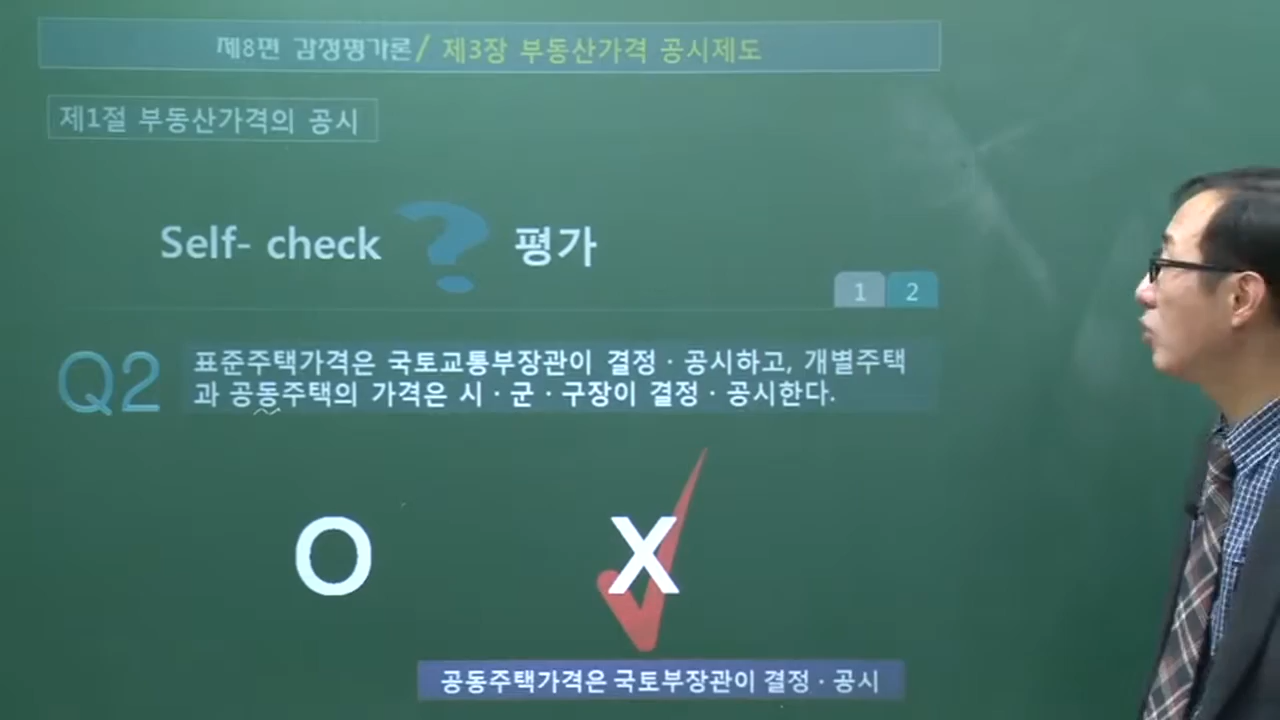 제8편 감정평가론 / 제3장 부동산가격 공시제도
제1절 부동산가격의 공시
Self- check ? 평가
1 2
Q2 표준주택가격은 국토교통부장관이 결정 · 공시하고, 개별주택
과 공동주택의 가격은 시 · 군 · 구장이 결정 · 공시한다.
O X
공동주택가격은 국토부장관이 결정 · 공시